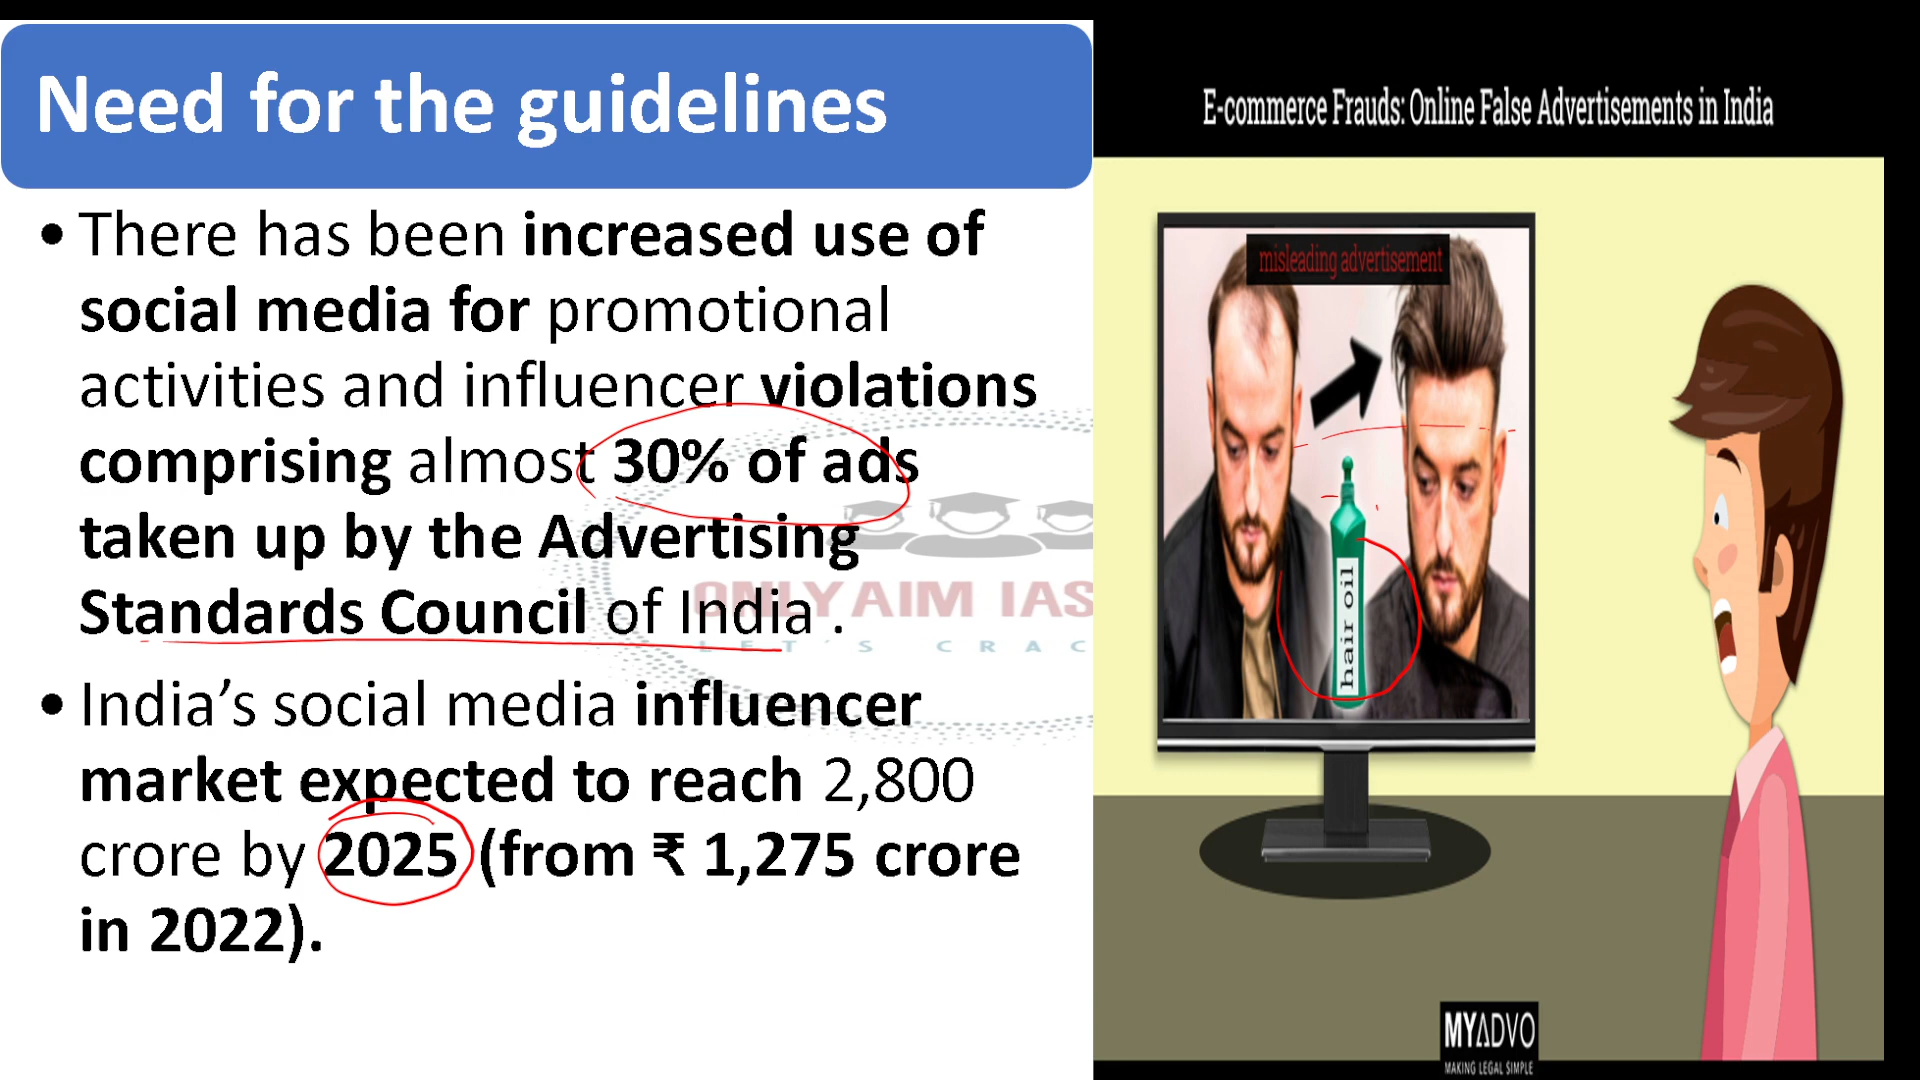 Need for the guidelines
• There has been increased use of
social media for promotional
activities and influencer violations
comprising almost 30% of ads
taken up by the Advertising
Standards Council of India .
• India’s social media influencer
market expected to reach 2,800
crore by 2025 (from ₹ 1,275 crore
in 2022).
ONLY AIM IAS
LET'S CRAC
E-commerce Frauds: Online False Advertisements in India
misleading advertisement
hair oil
MYADVO
MAKING LEGAL SIMPLE